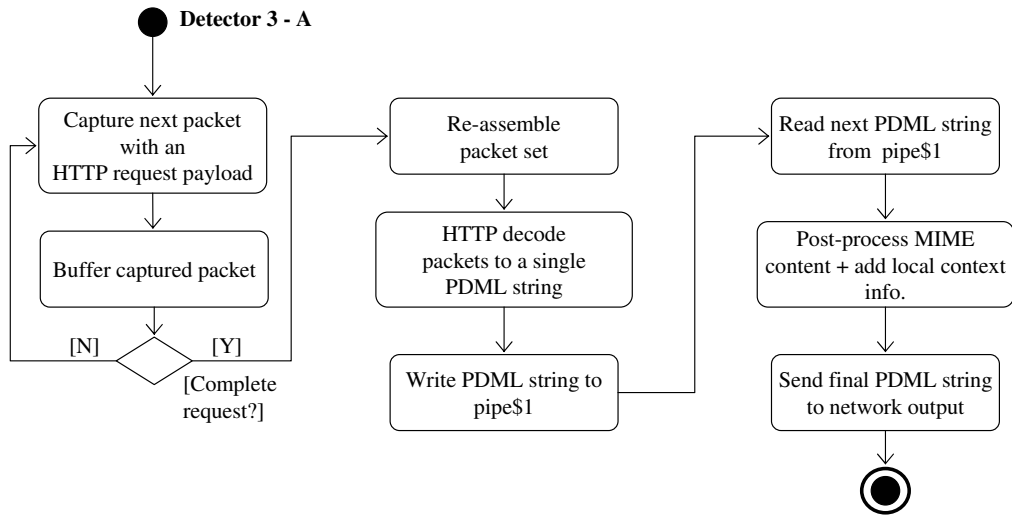 Detector 3 - A
Capture next packet
with an
HTTP request payload
Buffer captured packet
[N]
[Y]
[Complete
request?]
Re-assemble
packet set
HTTP decode
packets to a single
PDML string
Write PDML string to
pipe$1
Read next PDML string
from pipe$1
Post-process MIME
content + add local context
info.
Send final PDML string
to network output